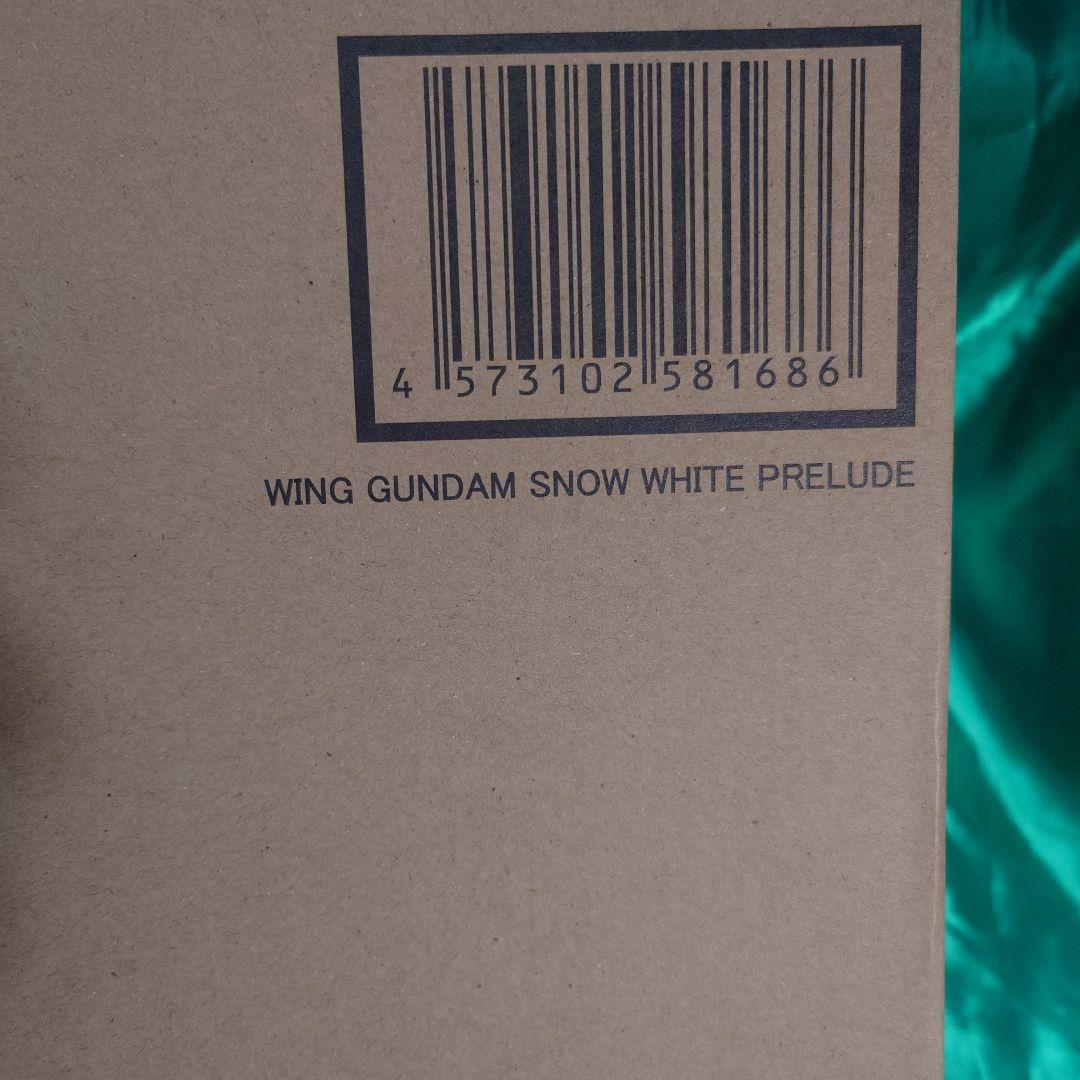 4 573102 581686
WING GUNDAM SNOW WHITE PRELUDE